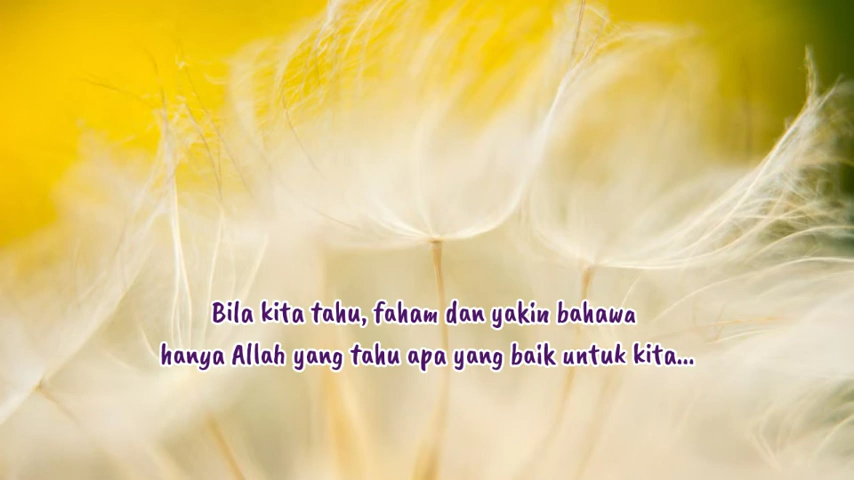 Bila kita tahu, faham dan yakin bahawa
hanya Allah yang tahu apa yang baik untuk kita...